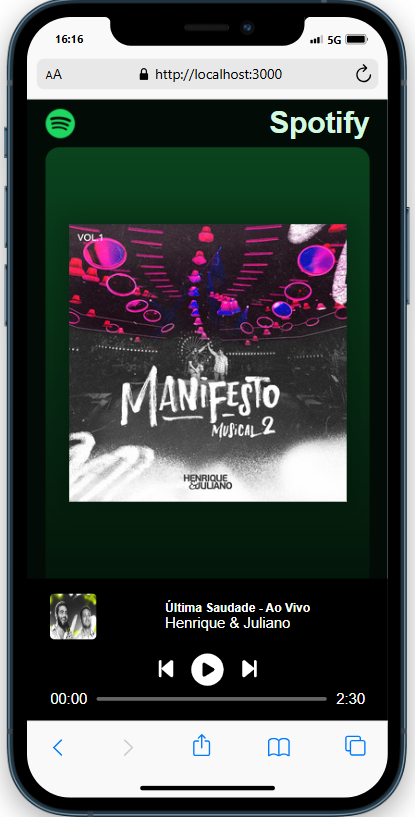 16:16
5G
AA
http://localhost:3000
Spotify
VOL.1
MANIFESTO
MUSICAL 2
HENRIQUE
&JULIANO
Última Saudade - Ao Vivo
Henrique & Juliano
00:00
2:30